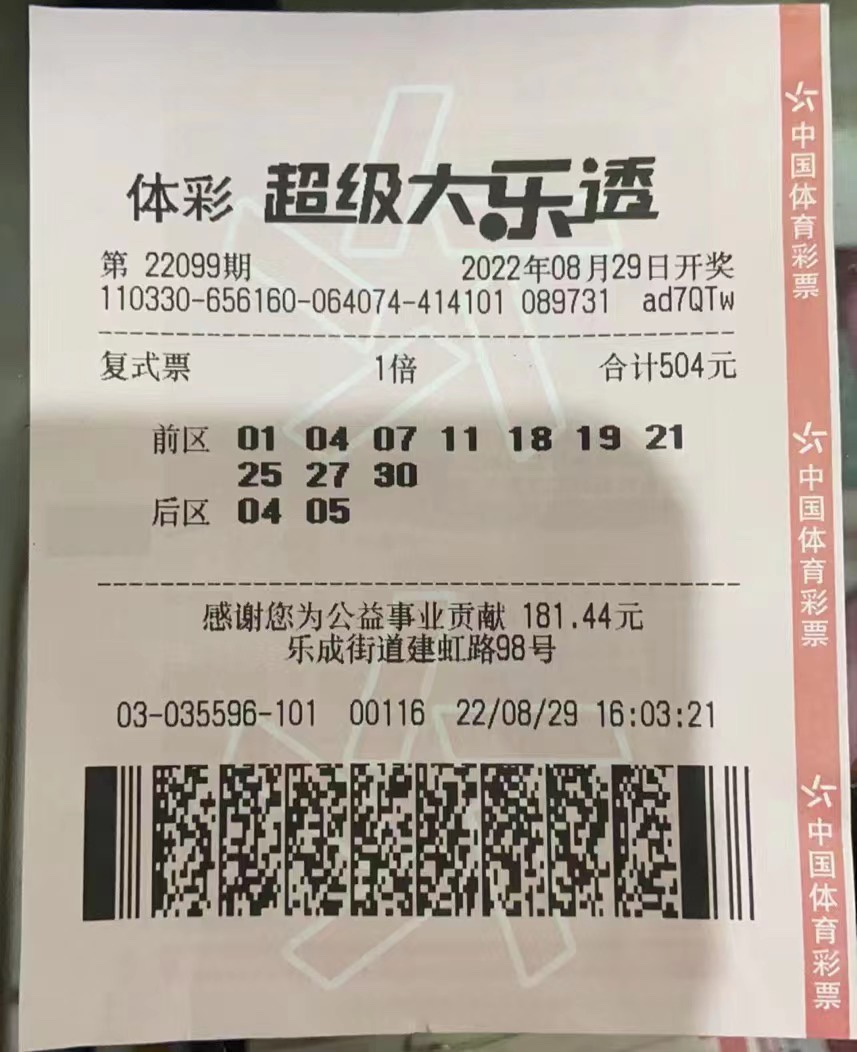 体彩 超级大乐透
第 22099期 2022年08月29日开奖
110330-656160-064074-414101 089731 ad7QTw
复式票 1倍 合计504元
前区 01 04 07 11 18 19 21
25 27 30
后区 04 05
感谢您为公益事业贡献 181.44元
乐成街道建虹路98号
03-035596-101 00116 22/08/29 16:03:21
中国体育彩票
中国体育彩票
中国体育彩票